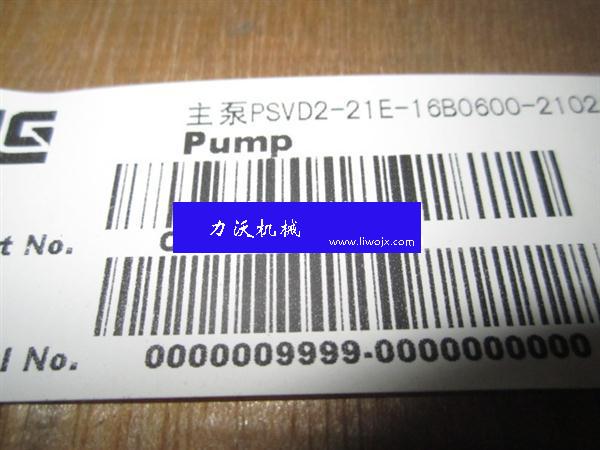 主泵PSVD2-21E-16B0600-2102
Pump
t No.
力沃机械
www.liwojx.com
l No. 0000009999-0000000000